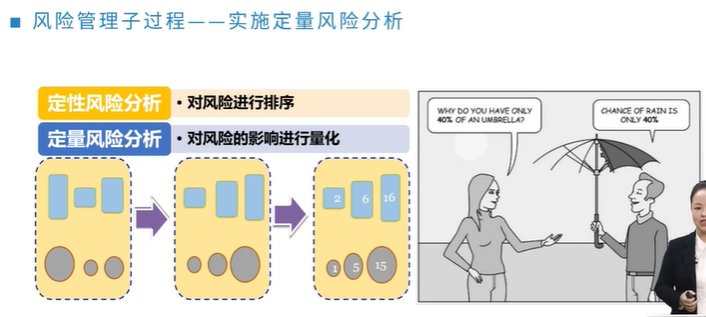 风险管理子过程——实施定量风险分析
定性风险分析 • 对风险进行排序
定量风险分析 • 对风险的影响进行量化
2 6 16
1 5 15
WHY DO YOU HAVE ONLY
40% OF AN UMBRELLA?
CHANCE OF RAIN IS
ONLY 40%